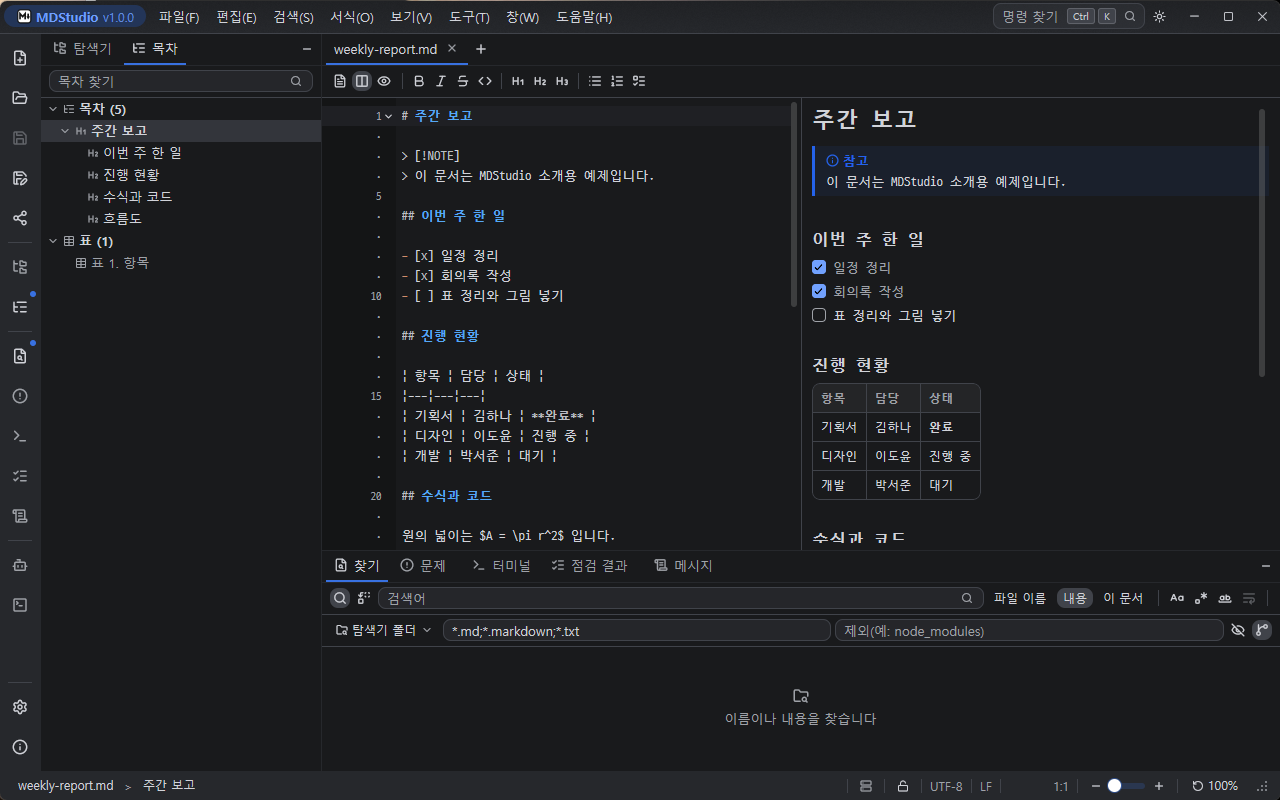 MDStudio v1.0.0 파일(F) 편집(E) 검색(S) 서식(O) 보기(V) 도구(T) 창(W) 도움말(H) 명령 찾기 Ctrl K
탐색기 목차
목차 찾기
목차 (5)
H1 주간 보고
H2 이번 주 한 일
H2 진행 현황
H2 수식과 코드
H2 흐름도
표 (1)
표 1. 항목
weekly-report.md
H1 H2 H3
1 # 주간 보고
> [!NOTE]
> 이 문서는 MDStudio 소개용 예제입니다.
5
## 이번 주 한 일
- [x] 일정 정리
- [x] 회의록 작성
10 - [ ] 표 정리와 그림 넣기
## 진행 현황
| 항목 | 담당 | 상태 |
15 |---|---|---|
| 기획서 | 김하나 | **완료** |
| 디자인 | 이도윤 | 진행 중 |
| 개발 | 박서준 | 대기 |
20 ## 수식과 코드
원의 넓이는 $A = \pi r^2$ 입니다.
주간 보고
참고
이 문서는 MDStudio 소개용 예제입니다.
이번 주 한 일
일정 정리
회의록 작성
표 정리와 그림 넣기
진행 현황
항목 담당 상태
기획서 김하나 완료
디자인 이도윤 진행 중
개발 박서준 대기
수식과 코드
찾기 문제 터미널 점검 결과 메시지
검색어 파일 이름 내용 이 문서 Aa ab
탐색기 폴더 *.md;*.markdown;*.txt 제외(예: node_modules)
이름이나 내용을 찾습니다
weekly-report.md > 주간 보고 UTF-8 LF 1:1 100%